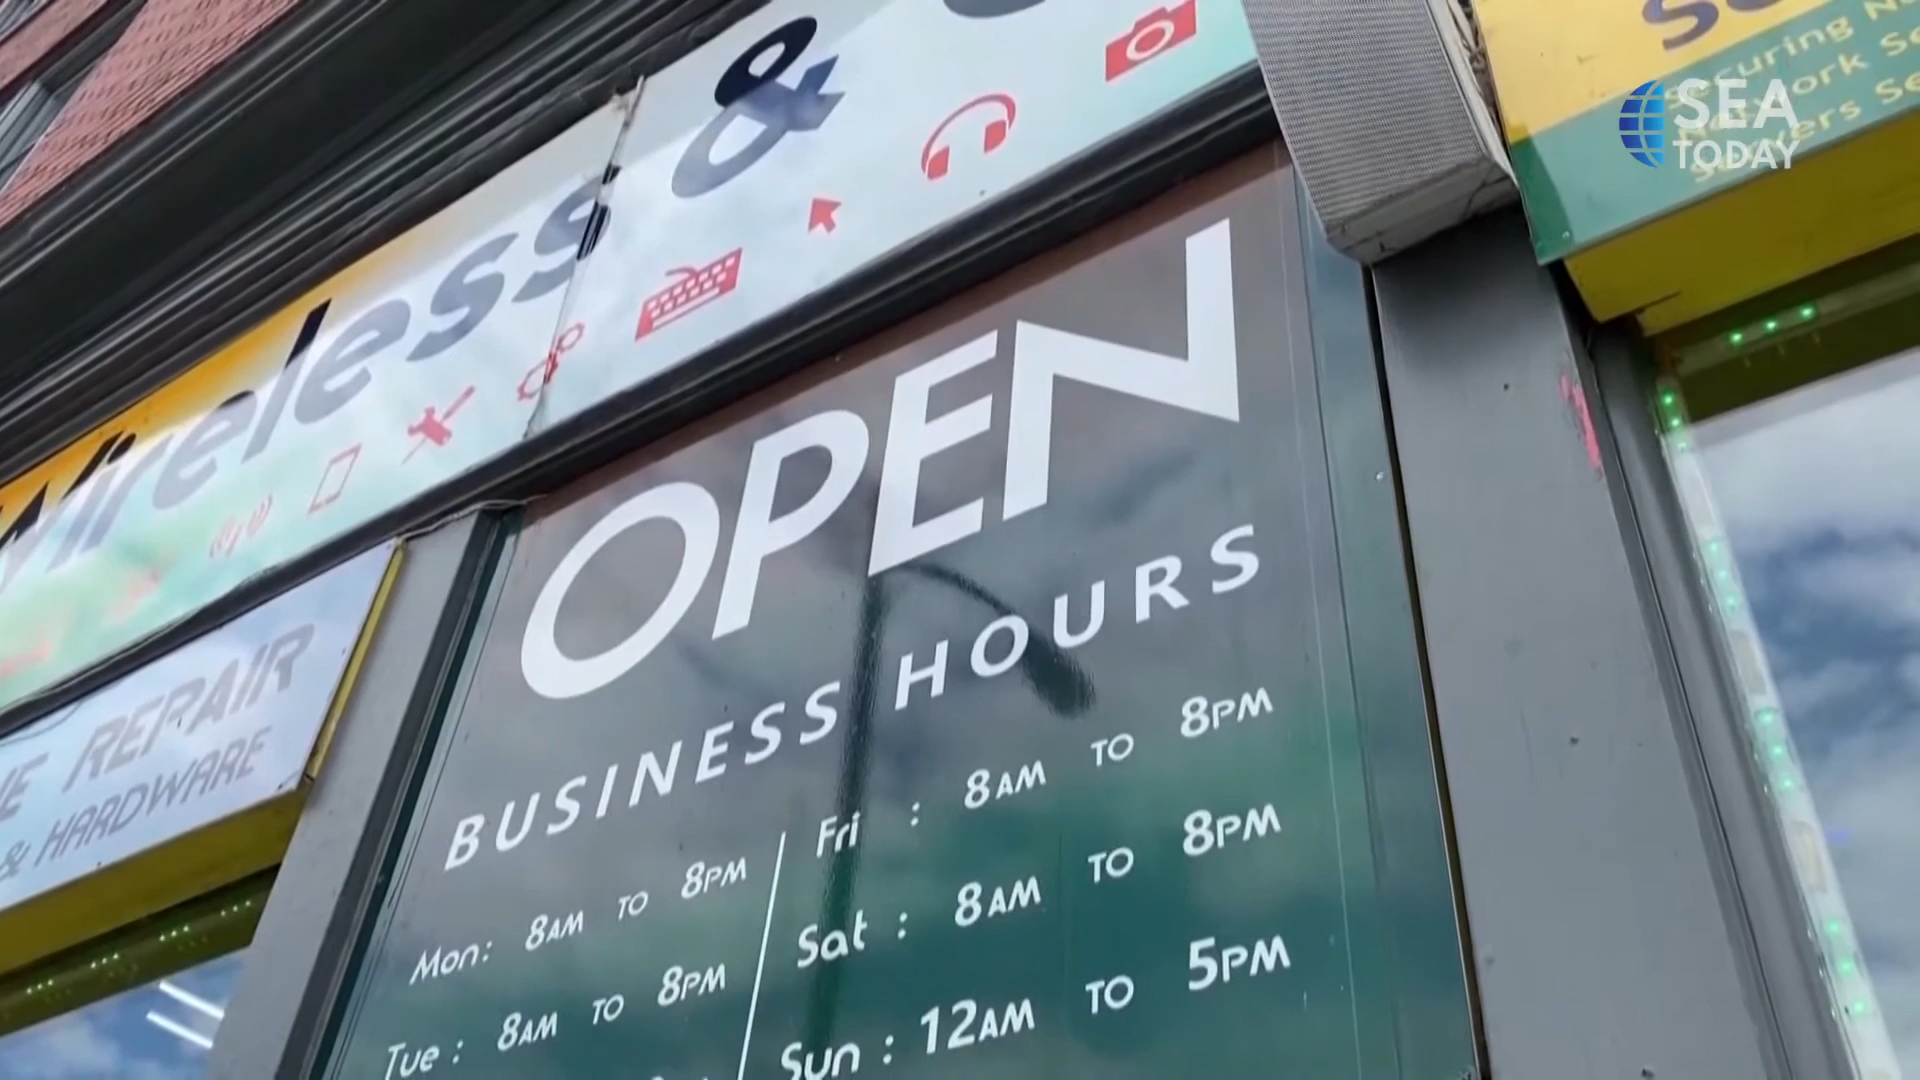 Wireless &
SEA
TODAY
Securing
REPAIR
& HARDWARE
OPEN
BUSINESS HOURS
Mon: 8AM TO 8PM
Tue: 8AM TO 8PM
Fri : 8AM TO 8PM
Sat : 8AM TO 8PM
Sun : 12AM TO 5PM